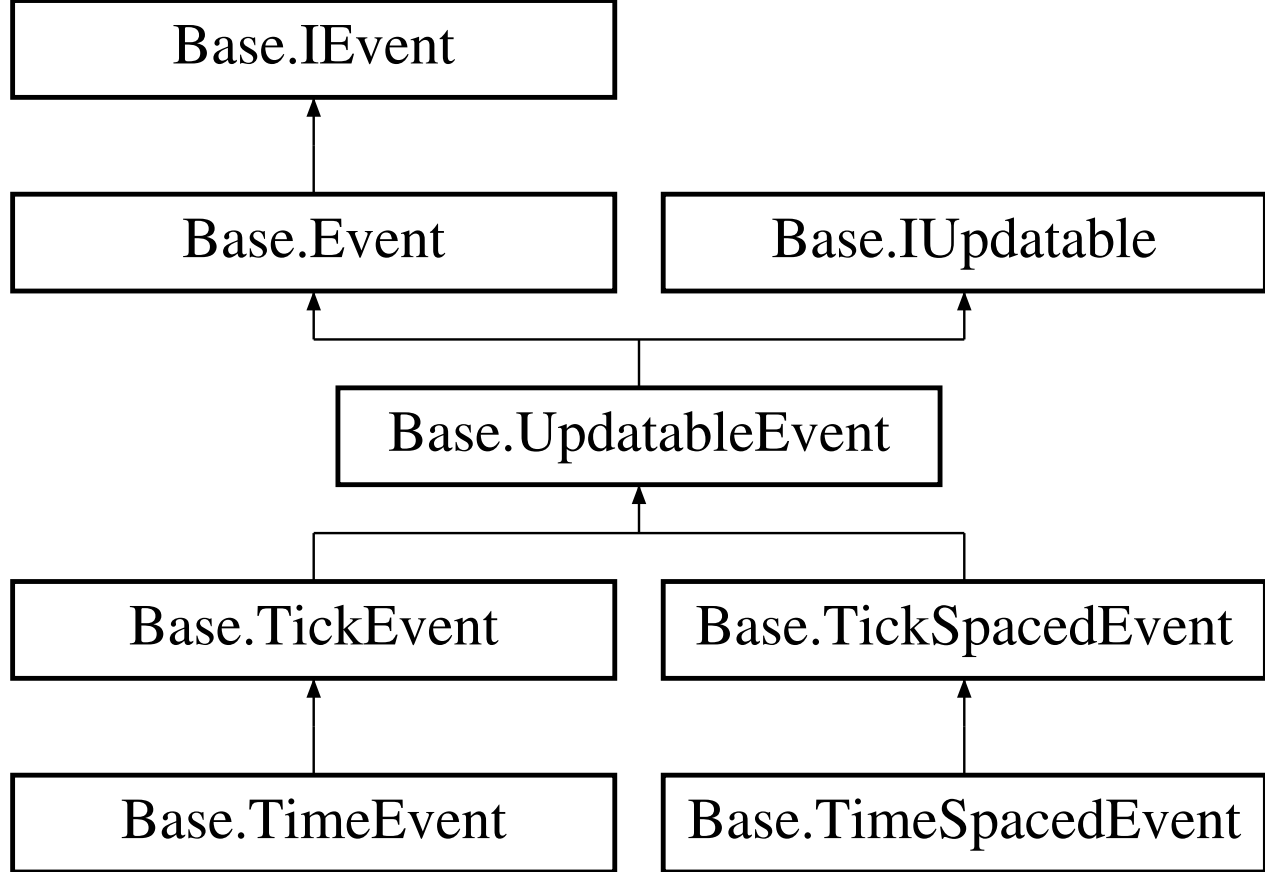 Base.IEvent
Base.Event
Base.IUpdatable
Base.UpdatableEvent
Base.TickEvent
Base.TickSpacedEvent
Base.TimeEvent
Base.TimeSpacedEvent